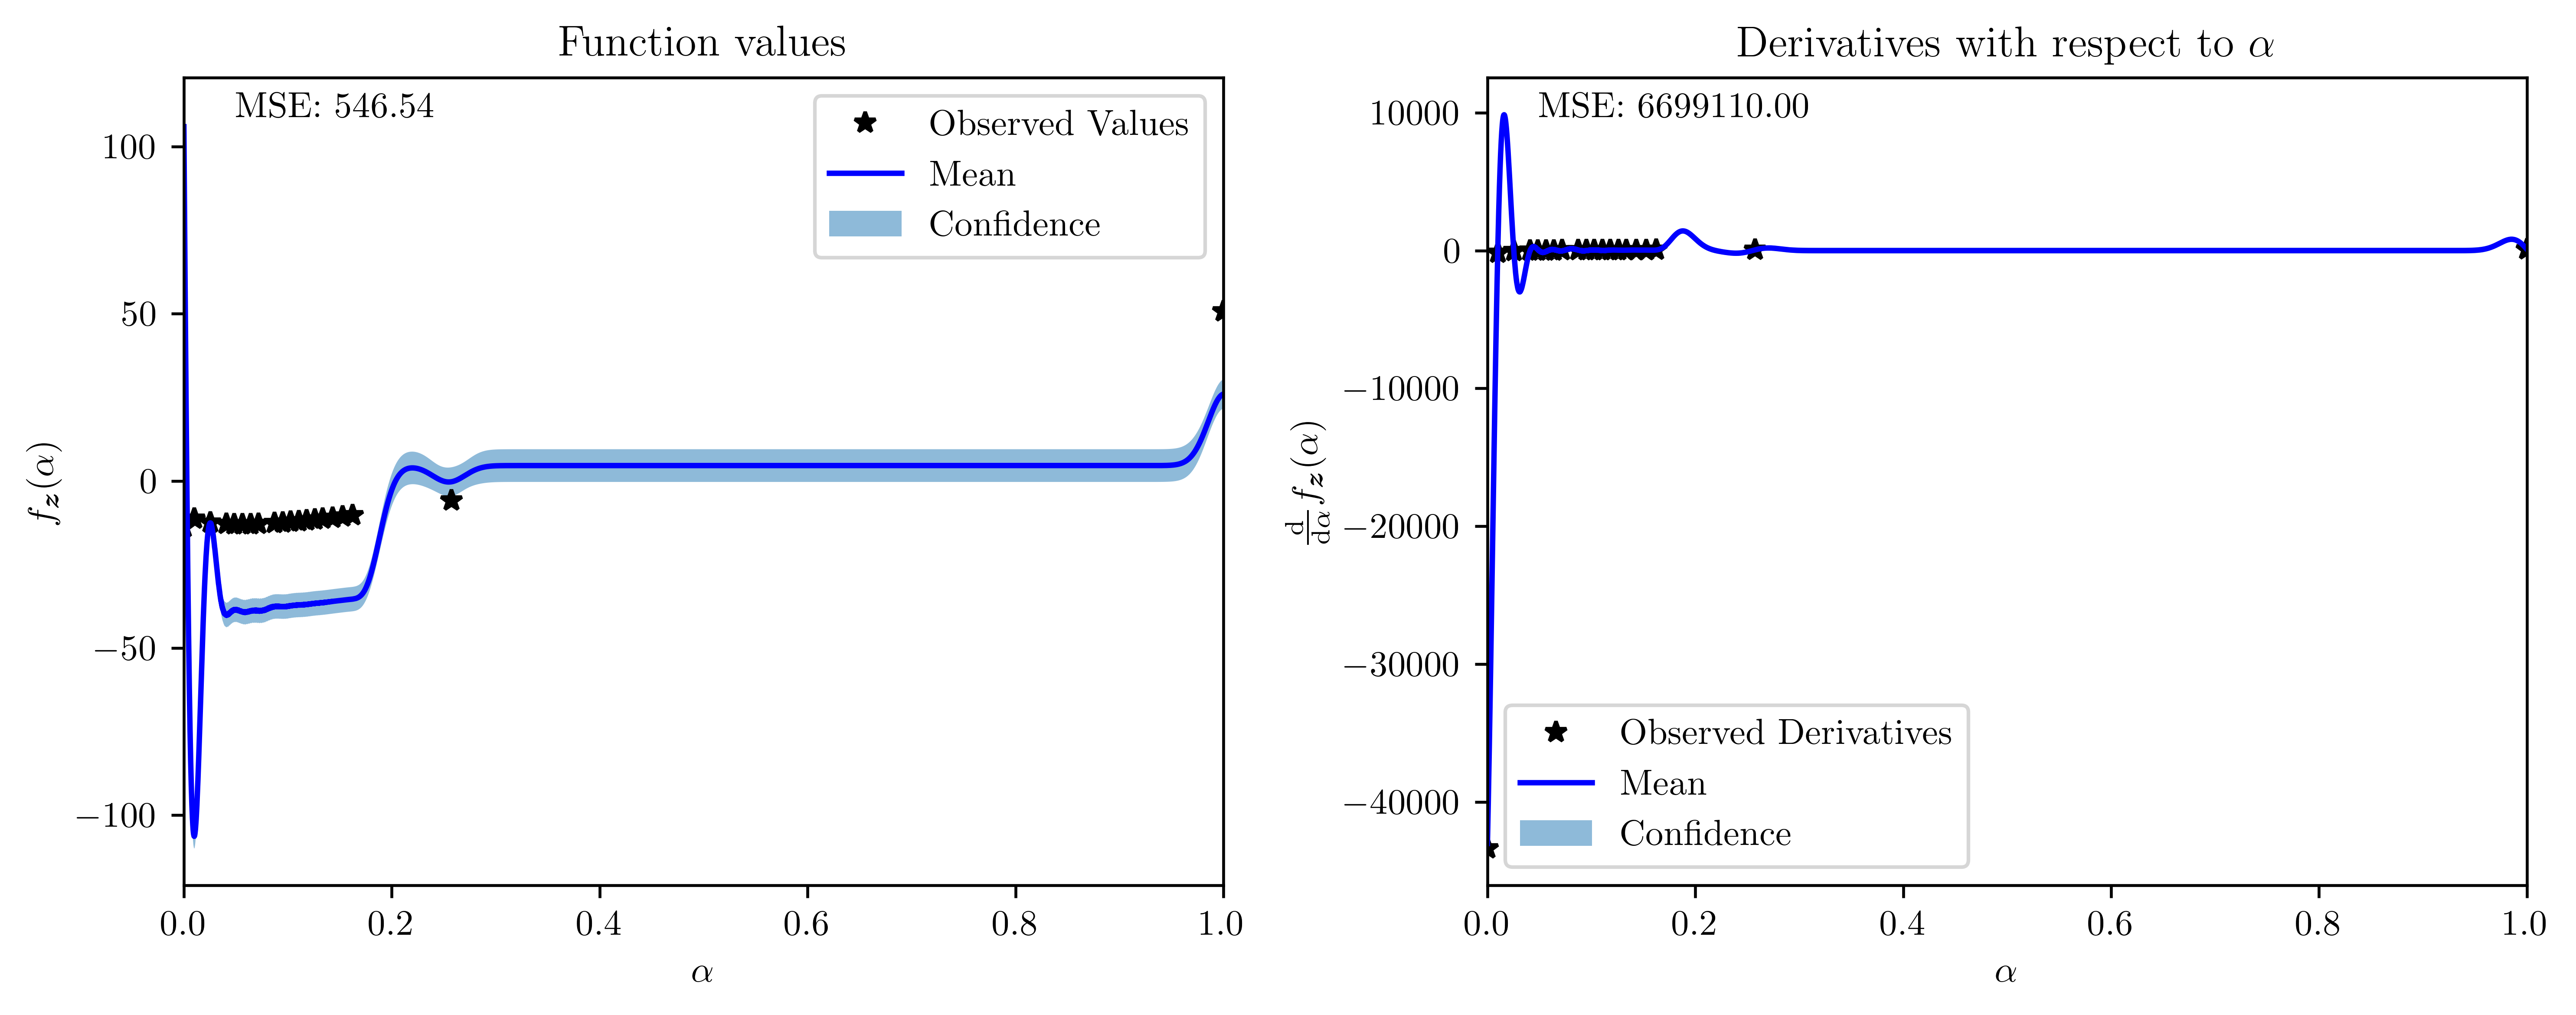 Function values
MSE: 546.54
Observed Values
Mean
Confidence
100
50
0
−50
−100
f_z(α)
0.0 0.2 0.4 0.6 0.8 1.0
α
Derivatives with respect to α
MSE: 6699110.00
10000
0
−10000
−20000
−30000
−40000
d/dα f_z(α)
Observed Derivatives
Mean
Confidence
0.0 0.2 0.4 0.6 0.8 1.0
α